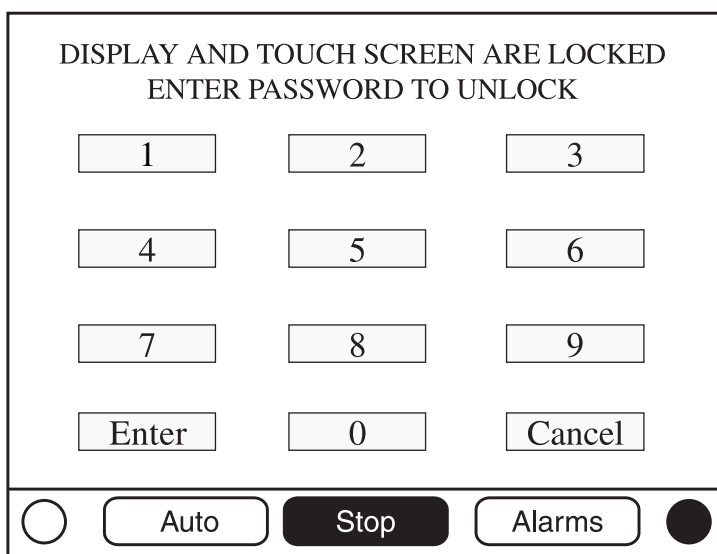 DISPLAY AND TOUCH SCREEN ARE LOCKED
ENTER PASSWORD TO UNLOCK
1 2 3
4 5 6
7 8 9
Enter 0 Cancel
Auto Stop Alarms